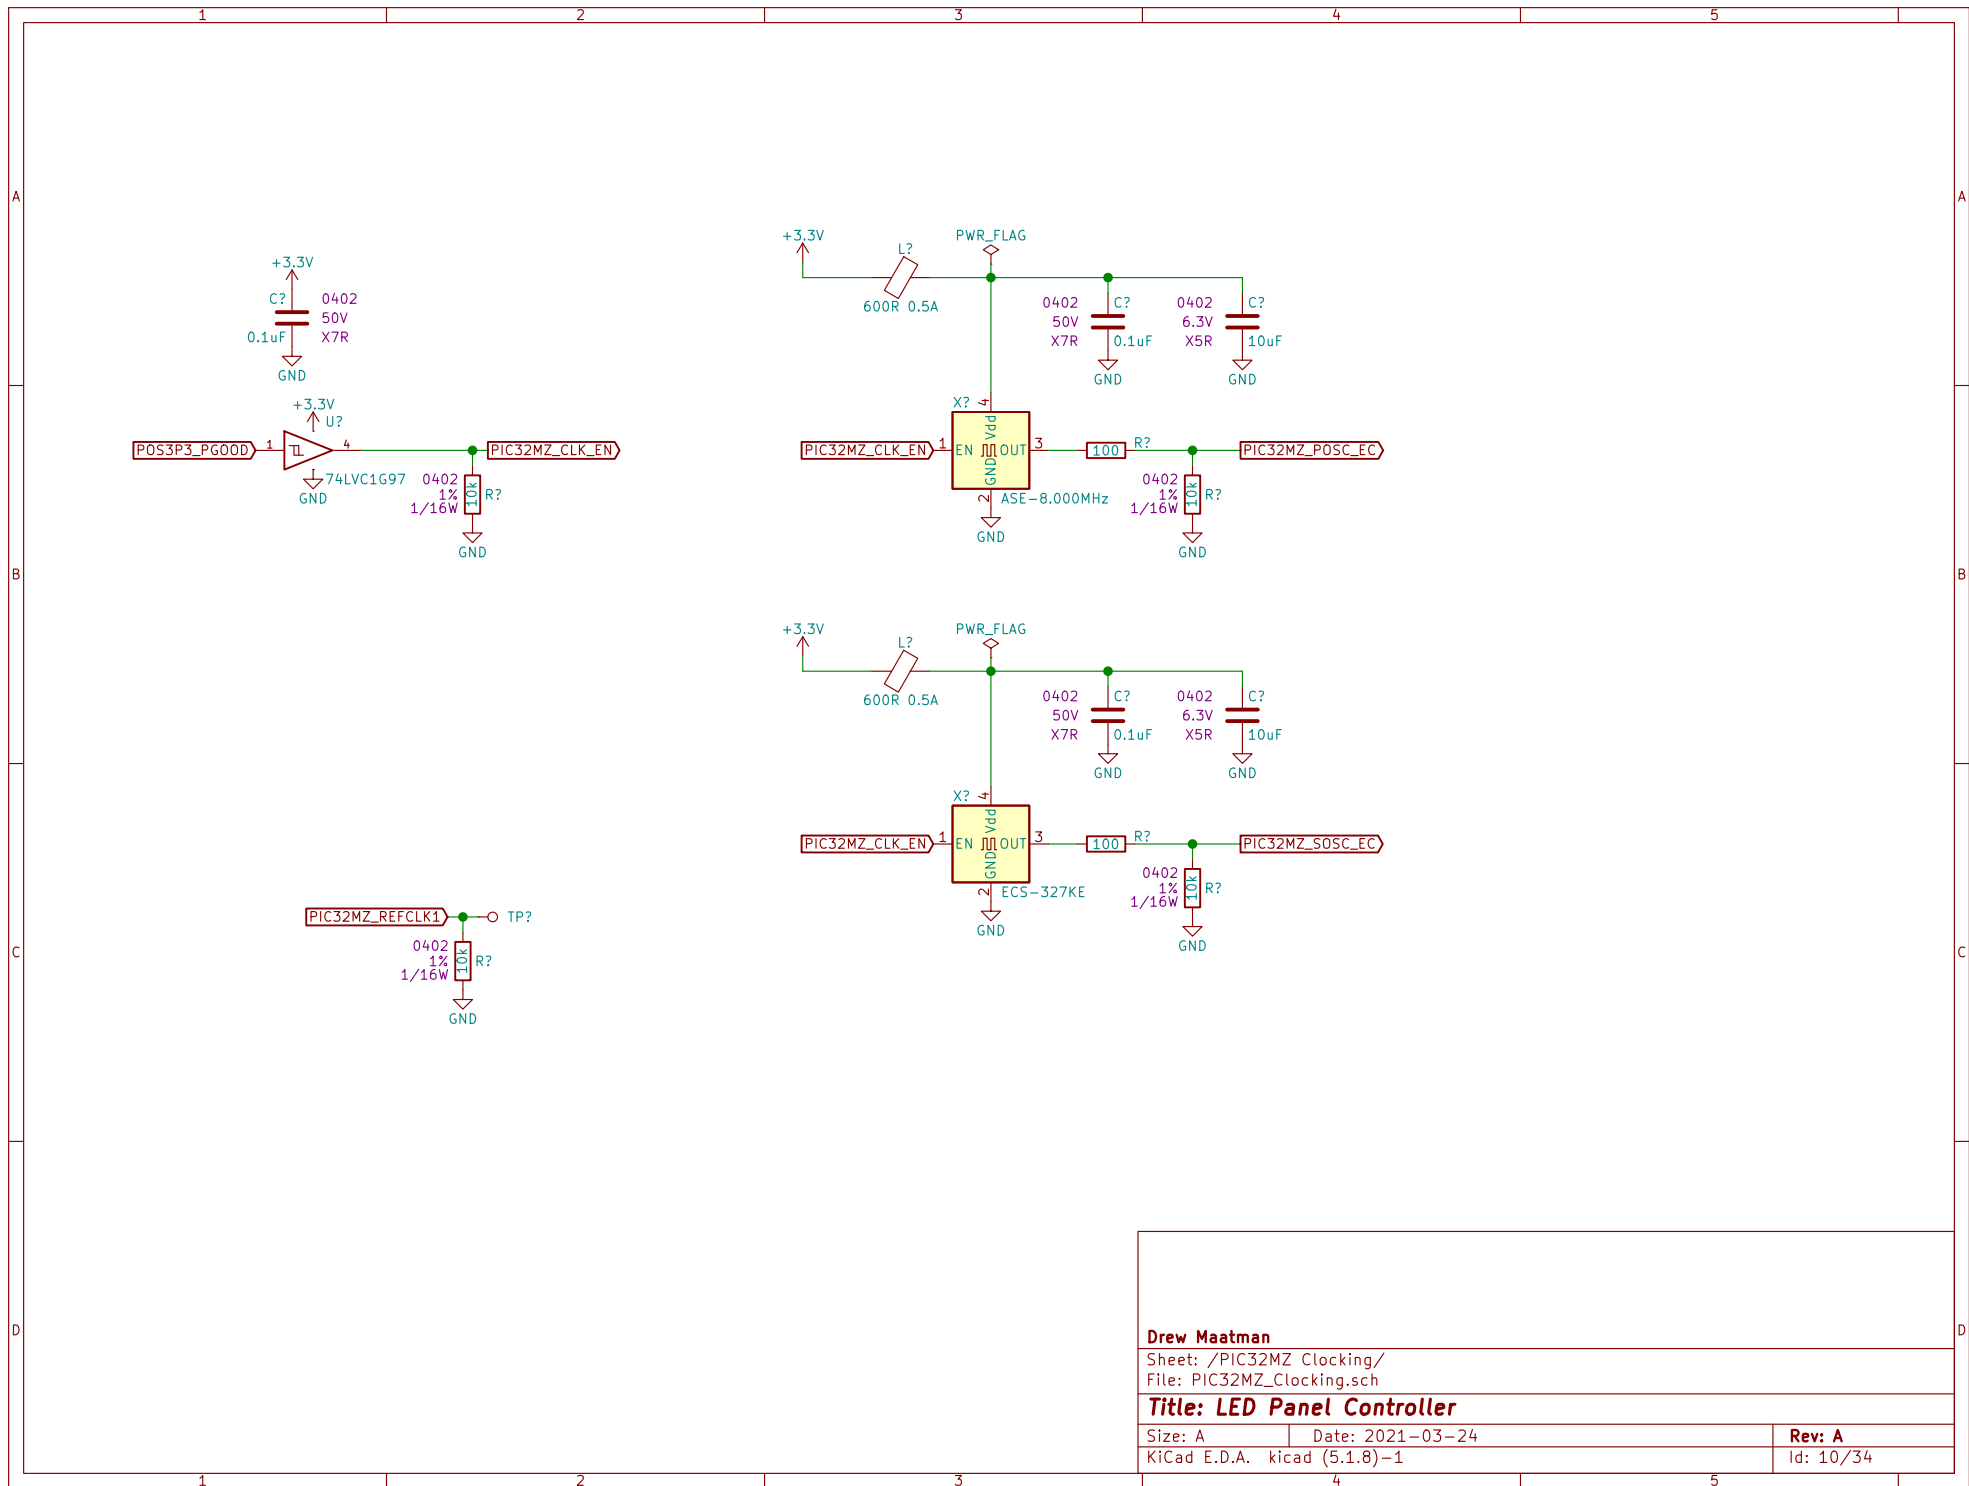 1 2 3 4 5
A A
+3.3V
C?
0402
50V
X7R
0.1uF
GND
+3.3V
U?
POS3P3_PGOOD
1
4
74LVC1G97
GND
PIC32MZ_CLK_EN
0402
1%
1/16W
10k
R?
GND
+3.3V
PWR_FLAG
L?
600R 0.5A
0402
50V
X7R
C?
0.1uF
GND
0402
6.3V
X5R
C?
10uF
GND
X?
4
Vdd
PIC32MZ_CLK_EN
1
EN
OUT
3
GND
2
ASE-8.000MHz
GND
100
R?
PIC32MZ_POSC_EC
0402
1%
1/16W
10k
R?
GND
B B
+3.3V
PWR_FLAG
L?
600R 0.5A
0402
50V
X7R
C?
0.1uF
GND
0402
6.3V
X5R
C?
10uF
GND
X?
4
Vdd
PIC32MZ_CLK_EN
1
EN
OUT
3
GND
2
ECS-327KE
GND
100
R?
PIC32MZ_SOSC_EC
0402
1%
1/16W
10k
R?
GND
PIC32MZ_REFCLK1
TP?
0402
1%
1/16W
10k
R?
GND
C C
D D
Drew Maatman
Sheet: /PIC32MZ Clocking/
File: PIC32MZ_Clocking.sch
Title: LED Panel Controller
Size: A Date: 2021-03-24 Rev: A
KiCad E.D.A. kicad (5.1.8)-1 Id: 10/34
1 2 3 4 5